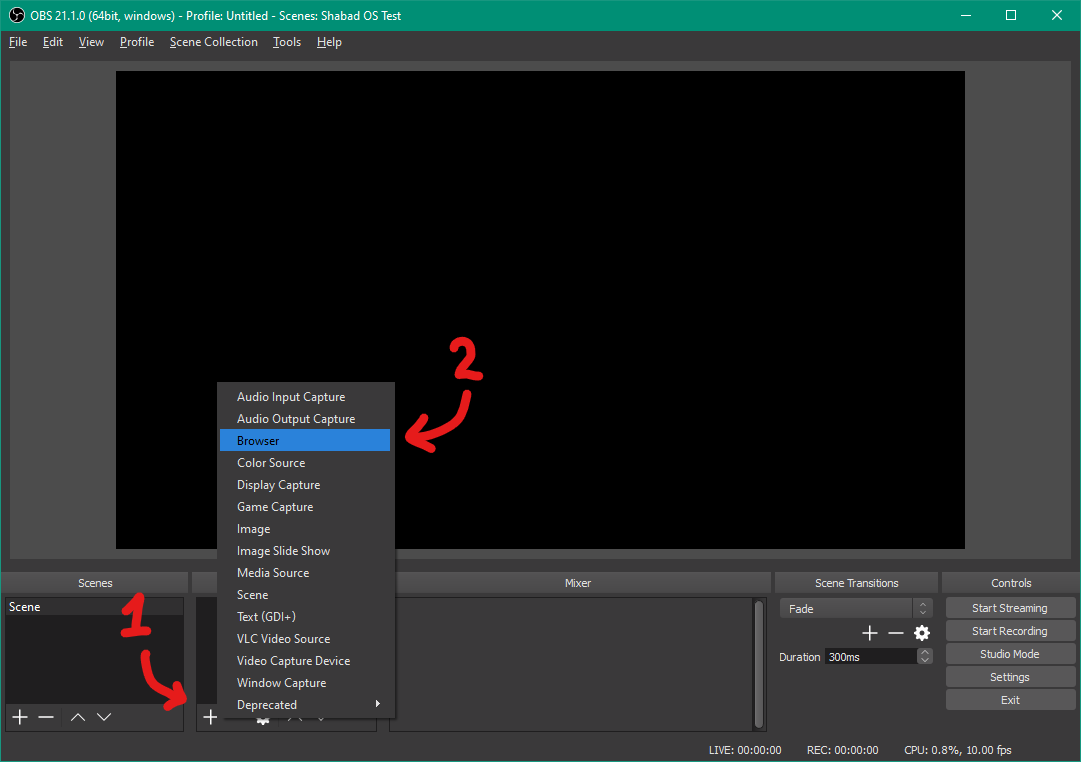 OBS 21.1.0 (64bit, windows) - Profile: Untitled - Scenes: Shabad OS Test
File Edit View Profile Scene Collection Tools Help
2
Audio Input Capture
Audio Output Capture
Browser
Color Source
Display Capture
Game Capture
Image
Image Slide Show
Media Source
Scene
Text (GDI+)
VLC Video Source
Video Capture Device
Window Capture
Deprecated
Scenes
Scene
1
Mixer
Scene Transitions
Fade
Duration 300ms
Controls
Start Streaming
Start Recording
Studio Mode
Settings
Exit
LIVE: 00:00:00 REC: 00:00:00 CPU: 0.8%, 10.00 fps